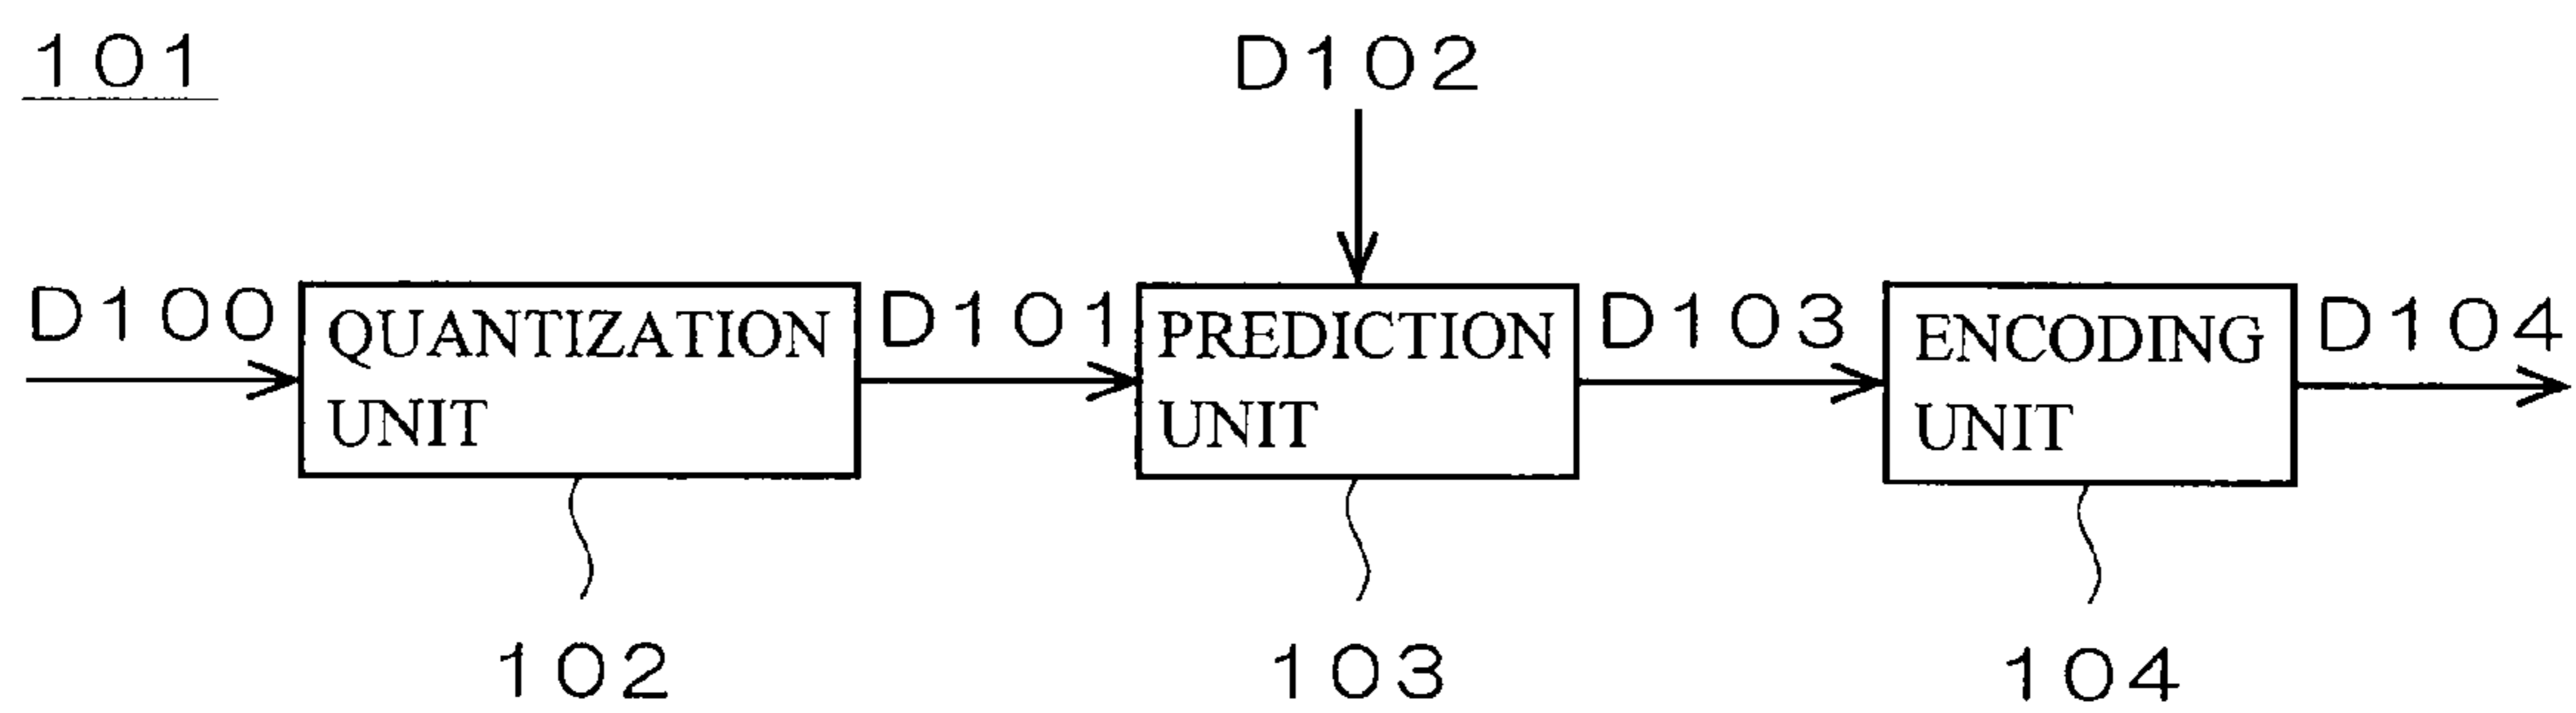 101
D102
D100
QUANTIZATION
UNIT
D101
PREDICTION
UNIT
D103
ENCODING
UNIT
D104
102
103
104